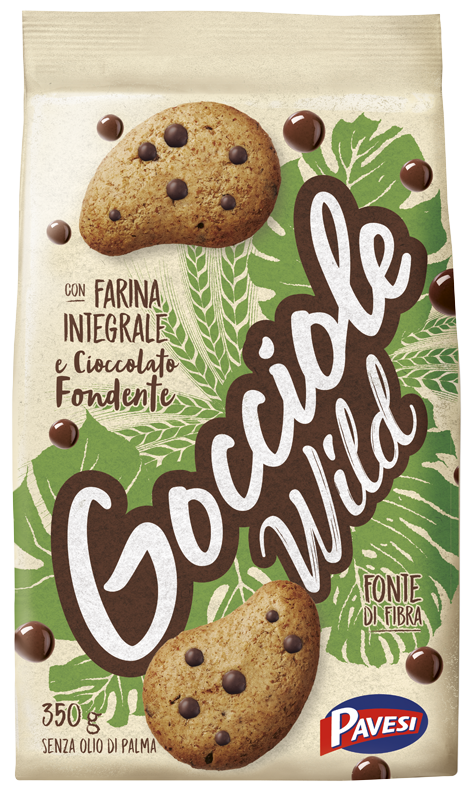 CON FARINA
INTEGRALE
e Cioccolato
Fondente
Gocciole
Wild
FONTE
DI FIBRA
350 g
SENZA OLIO DI PALMA
PAVESI